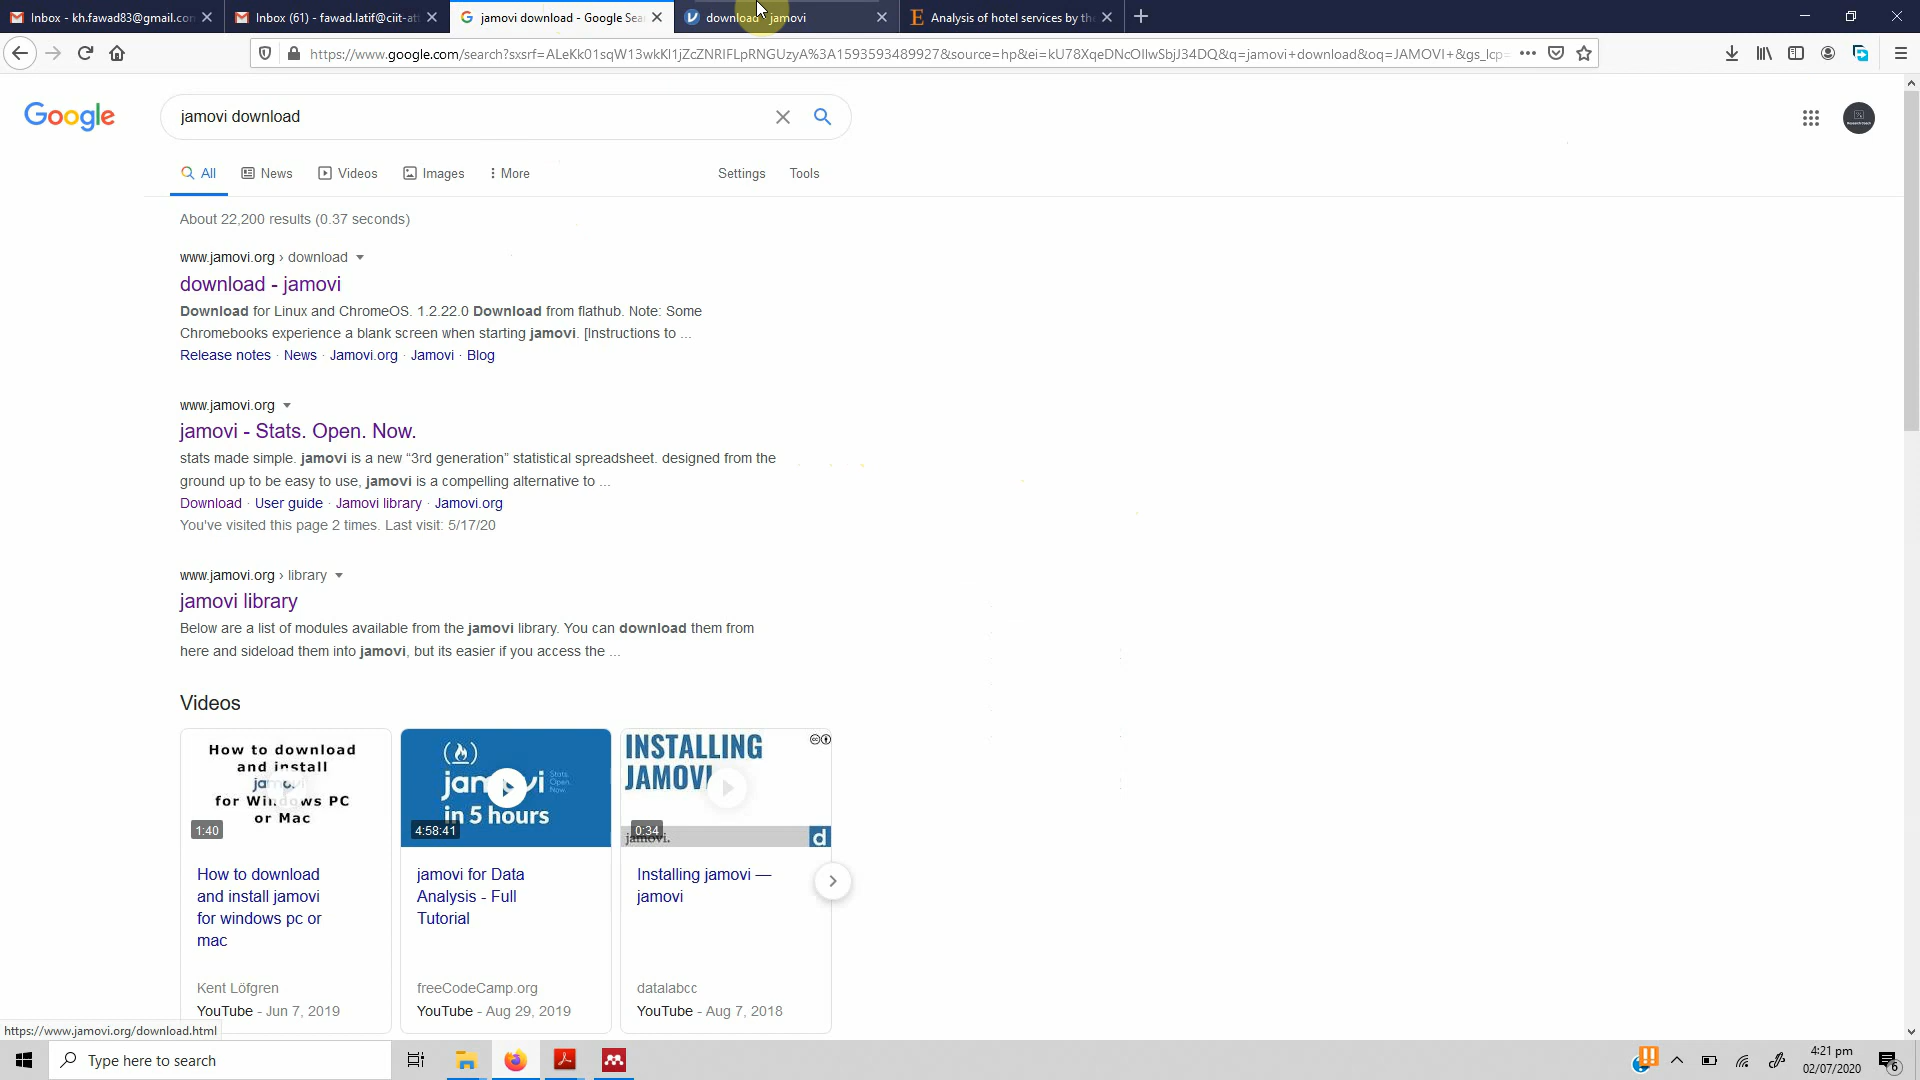 Inbox - kh.fawad83@gmail.con
Inbox (61) - fawad.latif@ciit-at
jamovi download - Google Sea
download - jamovi
Analysis of hotel services by th
https://www.google.com/search?sxsrf=ALeKk01sqW13wkKl1jZcZNRIFLpRNGUzyA%3A1593593489927&source=hp&ei=kU78XqeDNcOIlwSbjJ34DQ&q=jamovi+download&oq=JAMOVI+&gs_lcp=
Google
jamovi download
All
News
Videos
Images
More
Settings
Tools
About 22,200 results (0.37 seconds)
www.jamovi.org › download
download - jamovi
Download for Linux and ChromeOS. 1.2.22.0 Download from flathub. Note: Some
Chromebooks experience a blank screen when starting jamovi. [Instructions to ...
Release notes · News · Jamovi.org · Jamovi · Blog
www.jamovi.org
jamovi - Stats. Open. Now.
stats made simple. jamovi is a new “3rd generation” statistical spreadsheet. designed from the
ground up to be easy to use, jamovi is a compelling alternative to ...
Download · User guide · Jamovi library · Jamovi.org
You've visited this page 2 times. Last visit: 5/17/20
www.jamovi.org › library
jamovi library
Below are a list of modules available from the jamovi library. You can download them from
here and sideload them into jamovi, but its easier if you access the ...
Videos
How to download
and install
jamovi
for Windows PC
or Mac
1:40
jamovi
Stats.
Open.
Now.
in 5 hours
4:58:41
INSTALLING
JAMOVI
0:34
jamovi.
d
How to download
and install jamovi
for windows pc or
mac
Kent Löfgren
YouTube - Jun 7, 2019
jamovi for Data
Analysis - Full
Tutorial
freeCodeCamp.org
YouTube - Aug 29, 2019
Installing jamovi —
jamovi
datalabcc
YouTube - Aug 7, 2018
https://www.jamovi.org/download.html
Type here to search
4:21 pm
02/07/2020
6